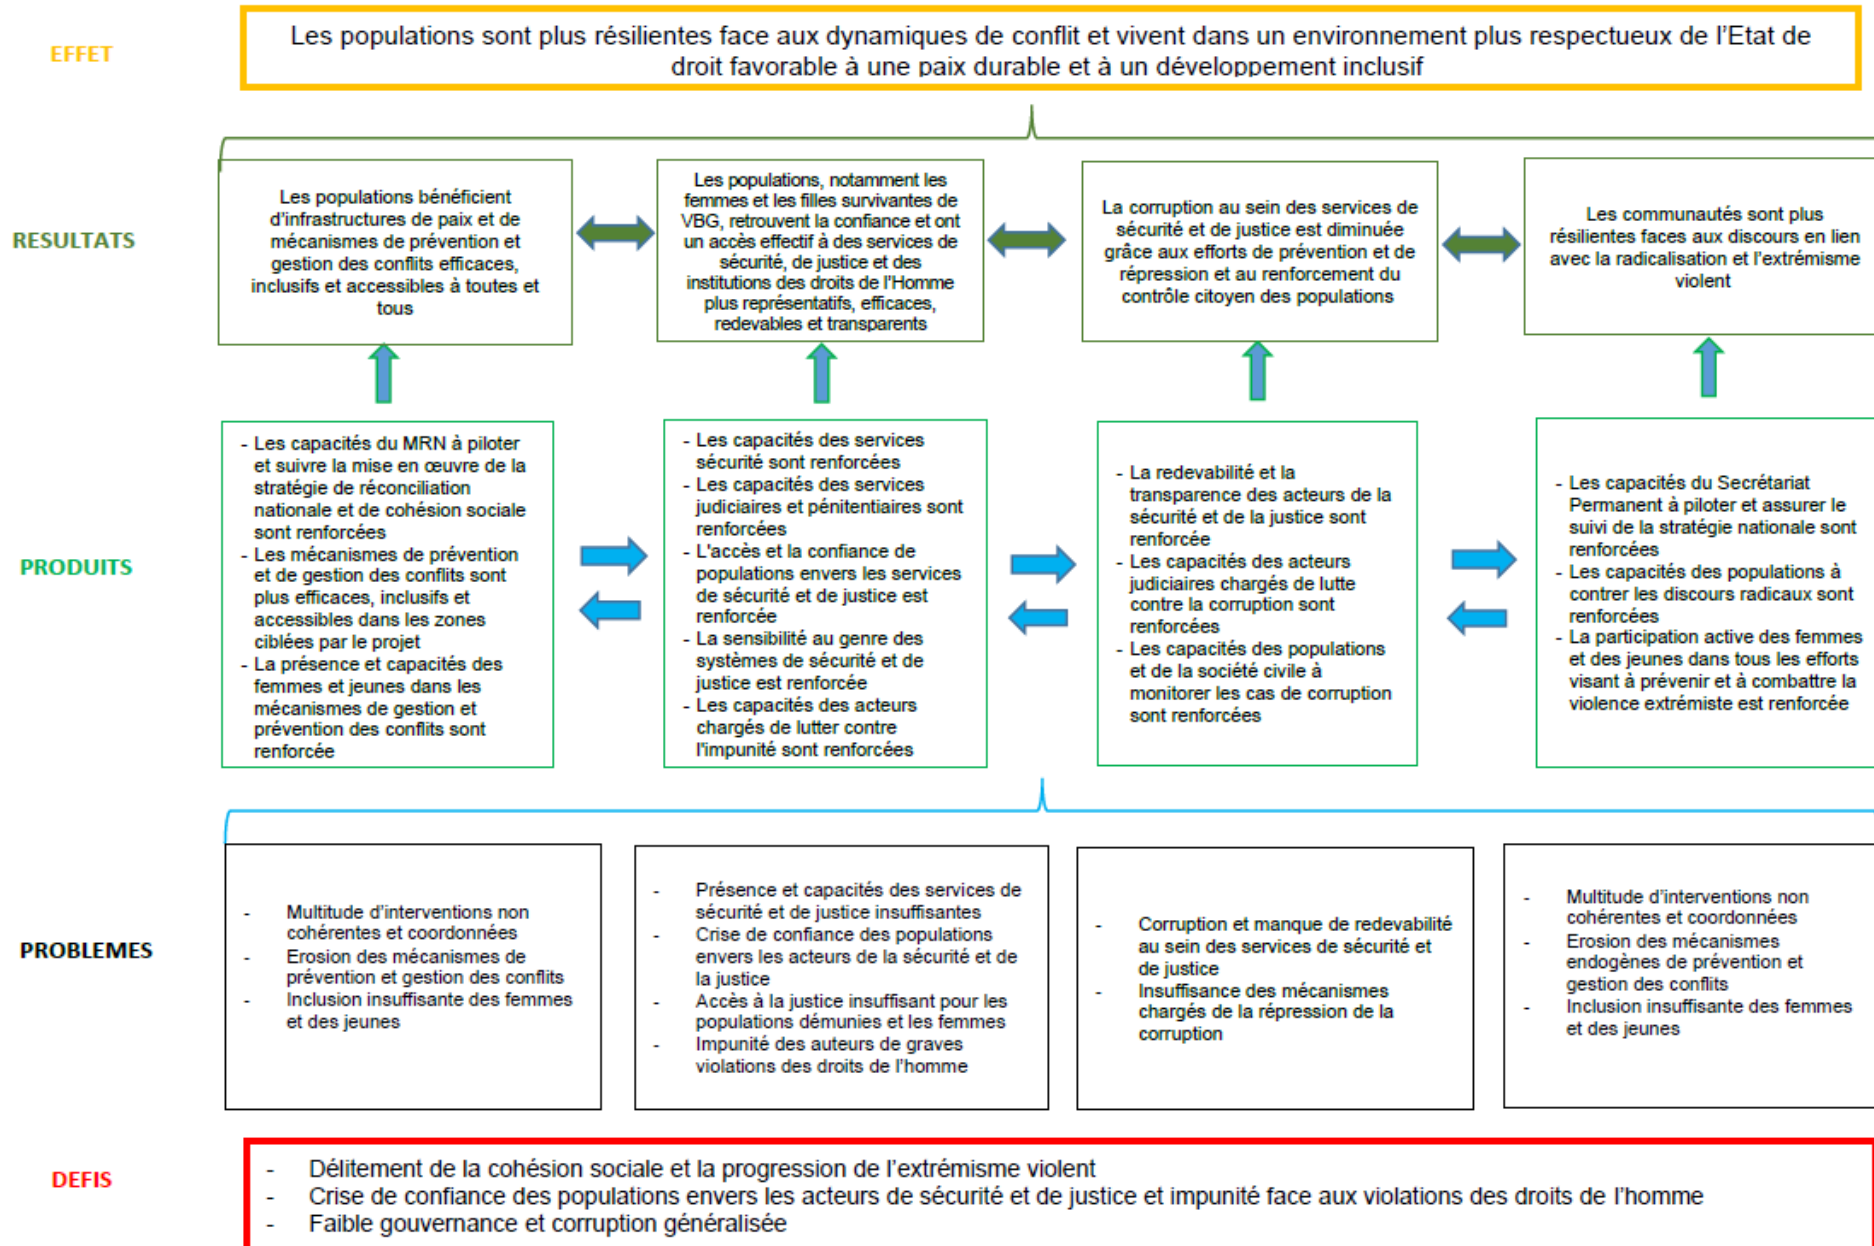 EFFET
Les populations sont plus résilientes face aux dynamiques de conflit et vivent dans un environnement plus respectueux de l'Etat de
droit favorable à une paix durable et à un développement inclusif
RESULTATS
Les populations bénéficient
d'infrastructures de paix et de
mécanismes de prévention et
gestion des conflits efficaces,
inclusifs et accessibles à toutes et
tous
Les populations, notamment les
femmes et les filles survivantes de
VBG, retrouvent la confiance et ont
un accès effectif à des services de
sécurité, de justice et des
institutions des droits de l'Homme
plus représentatifs, efficaces,
redevables et transparents
La corruption au sein des services de
sécurité et de justice est diminuée
grâce aux efforts de prévention et de
répression et au renforcement du
contrôle citoyen des populations
Les communautés sont plus
résilientes faces aux discours en lien
avec la radicalisation et l'extrémisme
violent
PRODUITS
- Les capacités du MRN à piloter
et suivre la mise en œuvre de la
stratégie de réconciliation
nationale et de cohésion sociale
sont renforcées
- Les mécanismes de prévention
et de gestion des conflits sont
plus efficaces, inclusifs et
accessibles dans les zones
ciblées par le projet
- La présence et capacités des
femmes et jeunes dans les
mécanismes de gestion et
prévention des conflits sont
renforcée
- Les capacités des services
sécurité sont renforcées
- Les capacités des services
judiciaires et pénitentiaires sont
renforcées
- L'accès et la confiance de
populations envers les services
de sécurité et de justice est
renforcée
- La sensibilité au genre des
systèmes de sécurité et de
justice est renforcée
- Les capacités des acteurs
chargés de lutter contre
l'impunité sont renforcées
- La redevabilité et la
transparence des acteurs de la
sécurité et de la justice sont
renforcée
- Les capacités des acteurs
judiciaires chargés de lutte
contre la corruption sont
renforcées
- Les capacités des populations
et de la société civile à
monitorer les cas de corruption
sont renforcées
- Les capacités du Secrétariat
Permanent à piloter et assurer le
suivi de la stratégie nationale sont
renforcées
- Les capacités des populations à
contrer les discours radicaux sont
renforcées
- La participation active des femmes
et des jeunes dans tous les efforts
visant à prévenir et à combattre la
violence extrémiste est renforcée
PROBLEMES
- Multitude d'interventions non
cohérentes et coordonnées
- Erosion des mécanismes de
prévention et gestion des conflits
- Inclusion insuffisante des femmes
et des jeunes
- Présence et capacités des services de
sécurité et de justice insuffisantes
- Crise de confiance des populations
envers les acteurs de la sécurité et de
la justice
- Accès à la justice insuffisant pour les
populations démunies et les femmes
- Impunité des auteurs de graves
violations des droits de l'homme
- Corruption et manque de redevabilité
au sein des services de sécurité et
de justice
- Insuffisance des mécanismes
chargés de la répression de la
corruption
- Multitude d'interventions non
cohérentes et coordonnées
- Erosion des mécanismes
endogènes de prévention et
gestion des conflits
- Inclusion insuffisante des femmes
et des jeunes
DEFIS
- Délitement de la cohésion sociale et la progression de l'extrémisme violent
- Crise de confiance des populations envers les acteurs de sécurité et de justice et impunité face aux violations des droits de l'homme
- Faible gouvernance et corruption généralisée